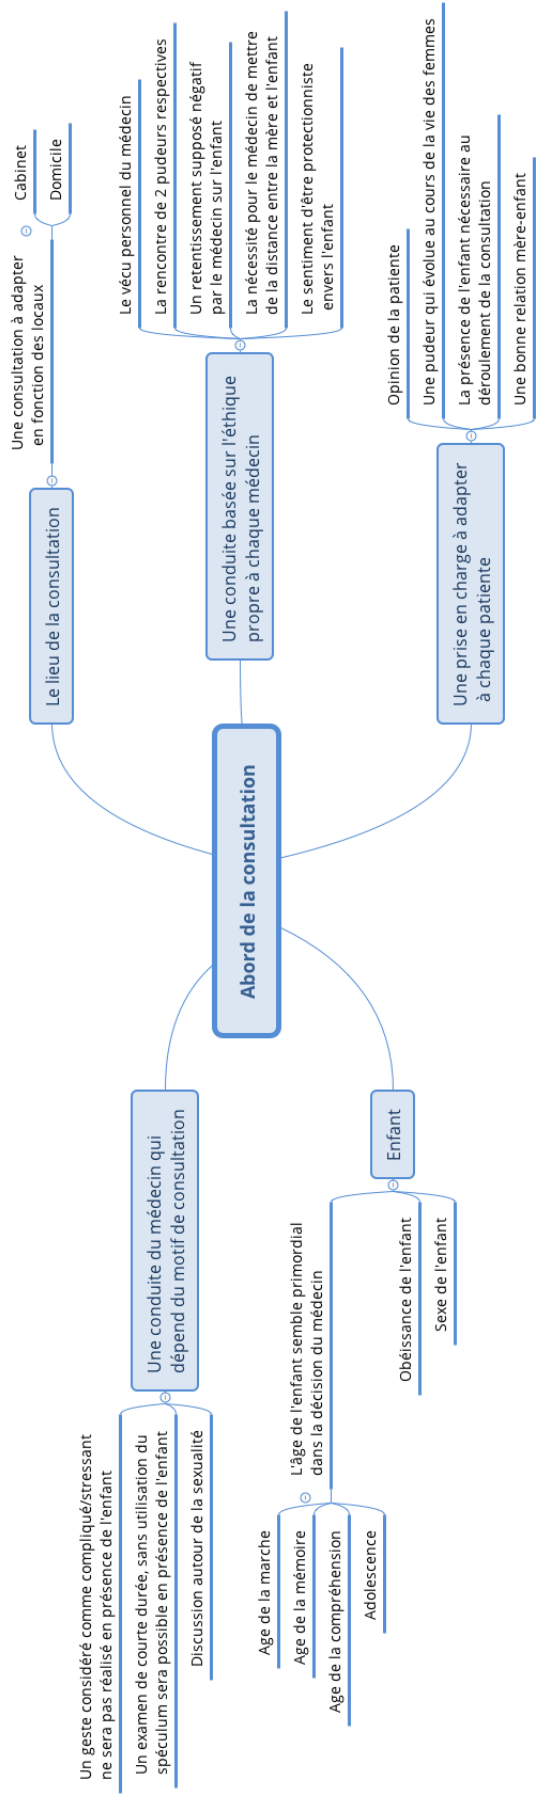 Abord de la consultation
Le lieu de la consultation
Une consultation à adapter
en fonction des locaux
Cabinet
Domicile
Une conduite basée sur l'éthique
propre à chaque médecin
Le vécu personnel du médecin
La rencontre de 2 pudeurs respectives
Un retentissement supposé négatif
par le médecin sur l'enfant
La nécessité pour le médecin de mettre
de la distance entre la mère et l'enfant
Le sentiment d'être protectionniste
envers l'enfant
Une prise en charge à adapter
à chaque patiente
Opinion de la patiente
Une pudeur qui évolue au cours de la vie des femmes
La présence de l'enfant nécessaire au
déroulement de la consultation
Une bonne relation mère-enfant
Une conduite du médecin qui
dépend du motif de consultation
Un geste considéré comme compliqué/stressant
ne sera pas réalisé en présence de l'enfant
Un examen de courte durée, sans utilisation du
spéculum sera possible en présence de l'enfant
Discussion autour de la sexualité
Enfant
L'âge de l'enfant semble primordial
dans la décision du médecin
Age de la marche
Age de la mémoire
Age de la compréhension
Adolescence
Obéissance de l'enfant
Sexe de l'enfant